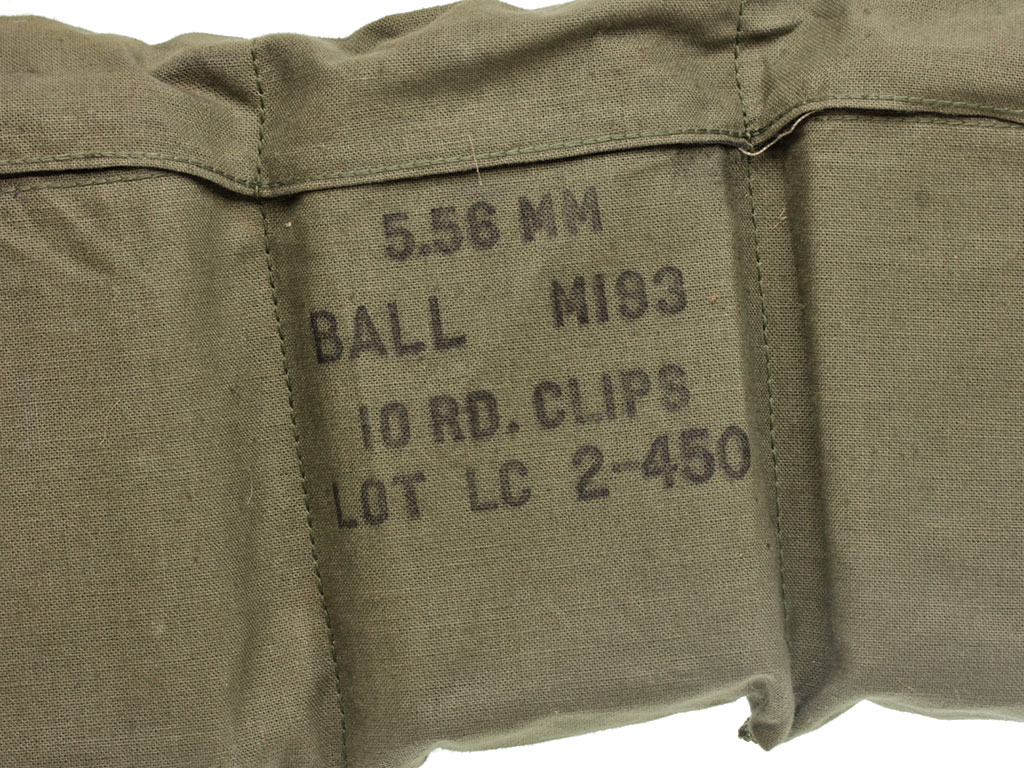 5.56 MM
BALL M193
10 RD. CLIPS
LOT LC 2-450